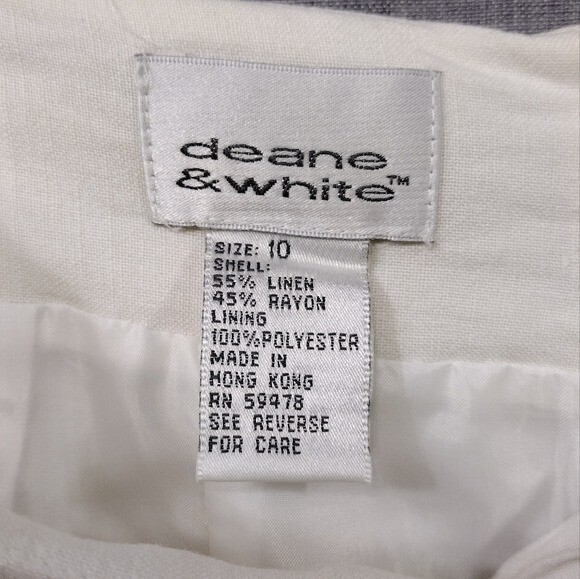 deane
&white™
SIZE: 10
SHELL:
55% LINEN
45% RAYON
LINING
100%POLYESTER
MADE IN
HONG KONG
RN 59478
SEE REVERSE
FOR CARE